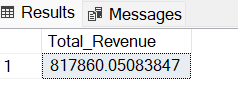 Results Messages
Total_Revenue
1 817860.05083847